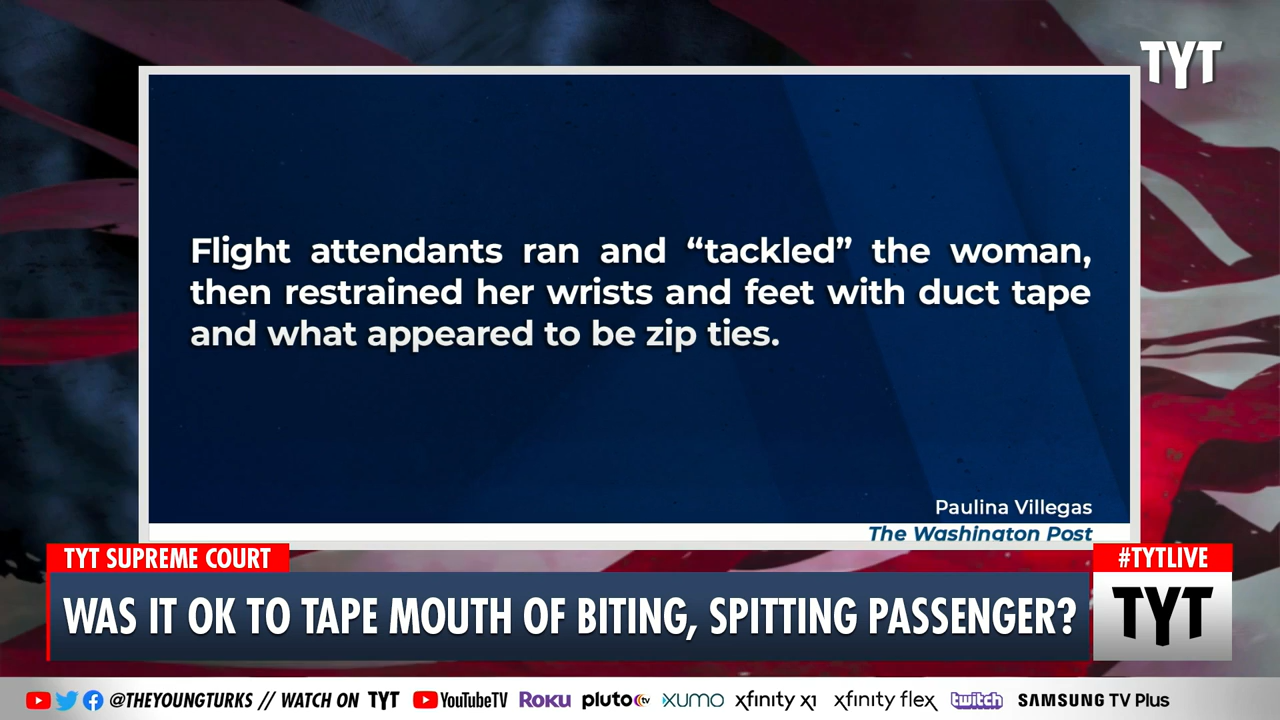 TYT
Flight attendants ran and “tackled” the woman,
then restrained her wrists and feet with duct tape
and what appeared to be zip ties.
Paulina Villegas
The Washington Post
TYT SUPREME COURT
#TYTLIVE
WAS IT OK TO TAPE MOUTH OF BITING, SPITTING PASSENGER?
TYT
@THEYOUNGTURKS // WATCH ON TYT YouTubeTV ROKU pluto tv XUMO xfinity x1 xfinity flex twitch SAMSUNG TV Plus